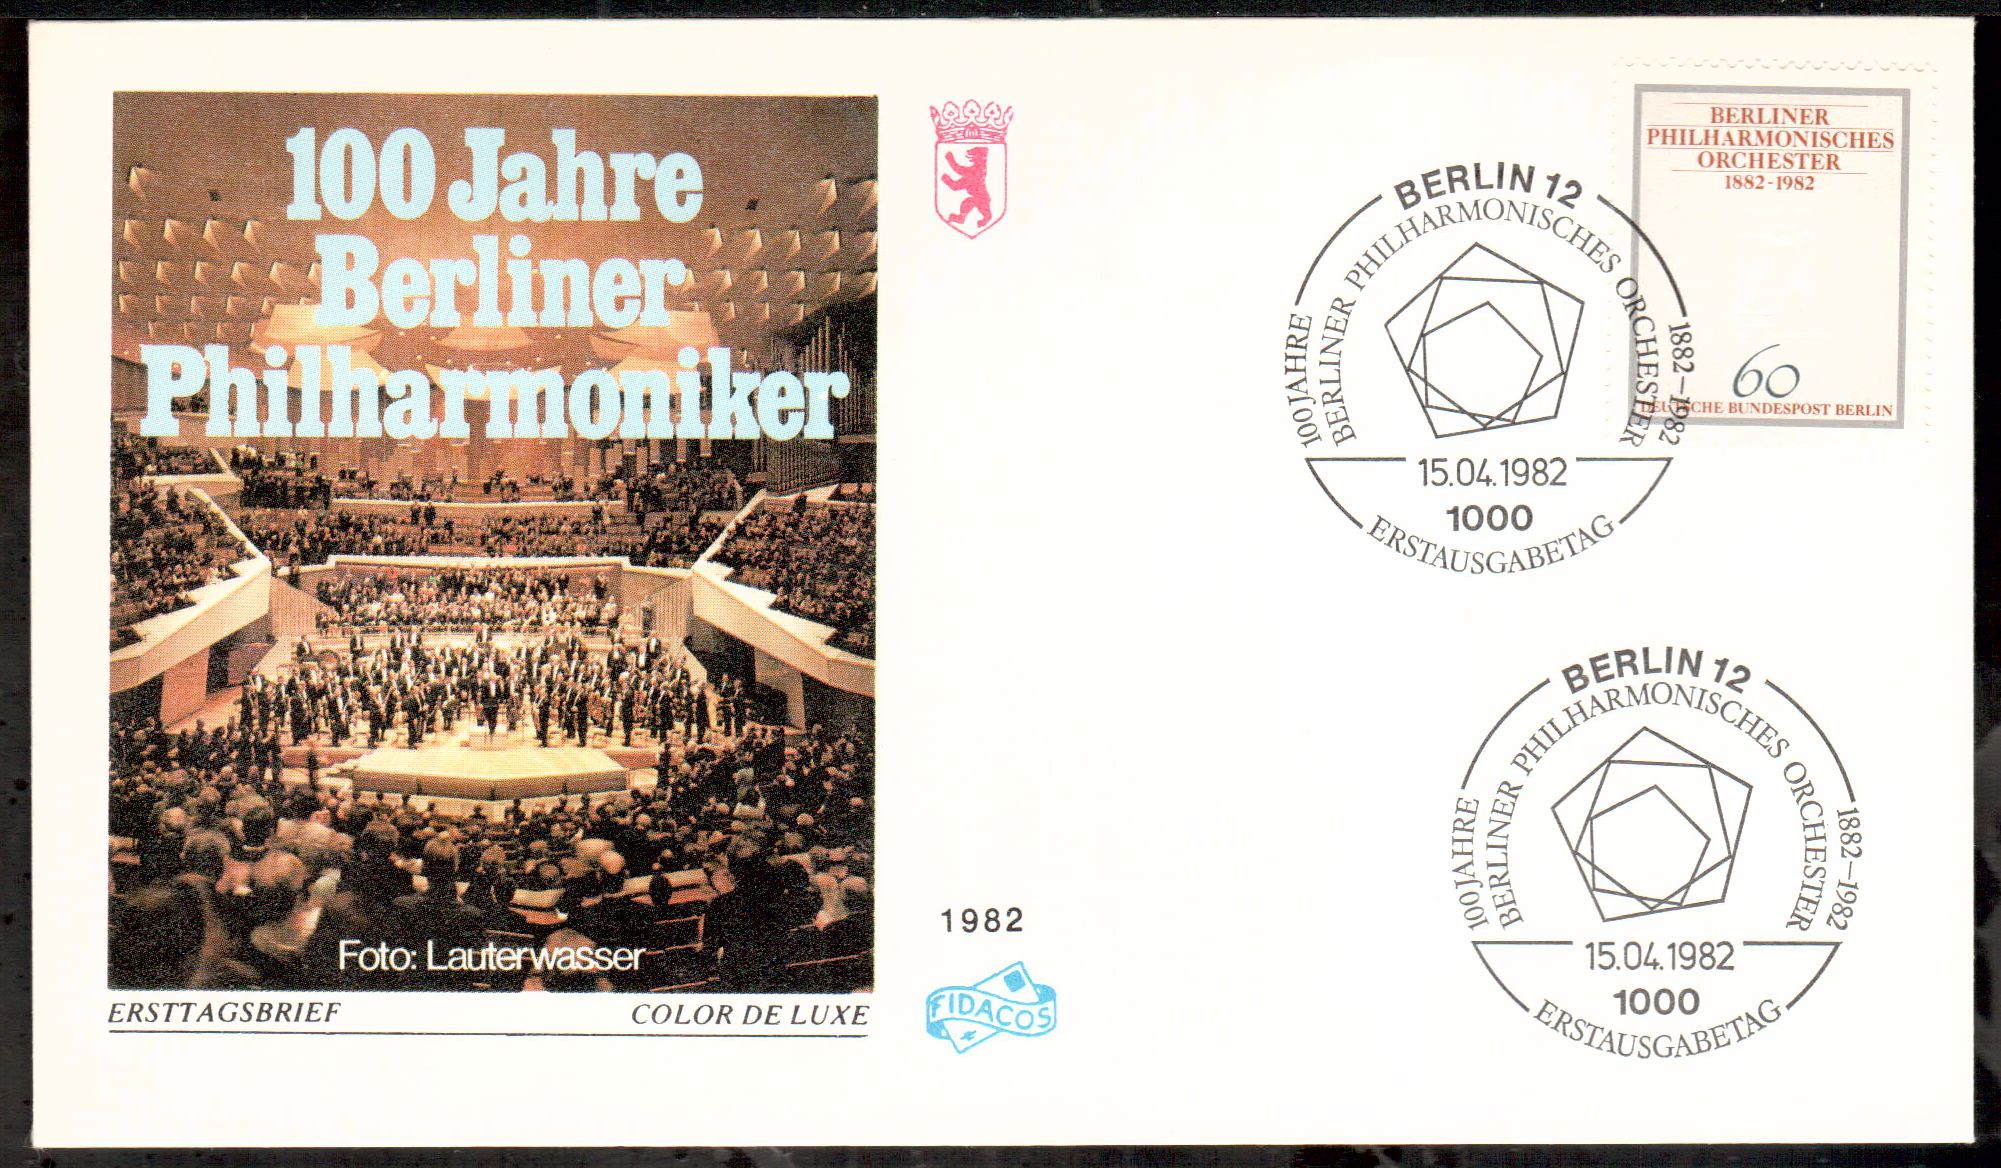 100 Jahre
Berliner
Philharmoniker
Foto: Lauterwasser
ERSTTAGSBRIEF COLOR DE LUXE
1982
FIDACOS
BERLINER
PHILHARMONISCHES
ORCHESTER
1882-1982
60
DEUTSCHE BUNDESPOST BERLIN
BERLIN 12
100 JAHRE
BERLINER PHILHARMONISCHES ORCHESTER
1882-1982
15.04.1982
1000
ERSTAUSGABETAG
BERLIN 12
100 JAHRE
BERLINER PHILHARMONISCHES ORCHESTER
1882-1982
15.04.1982
1000
ERSTAUSGABETAG